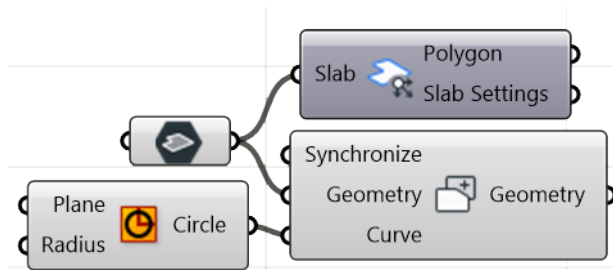 Polygon
Slab
Slab Settings
Synchronize
Geometry Geometry
Curve
Plane
Circle
Radius